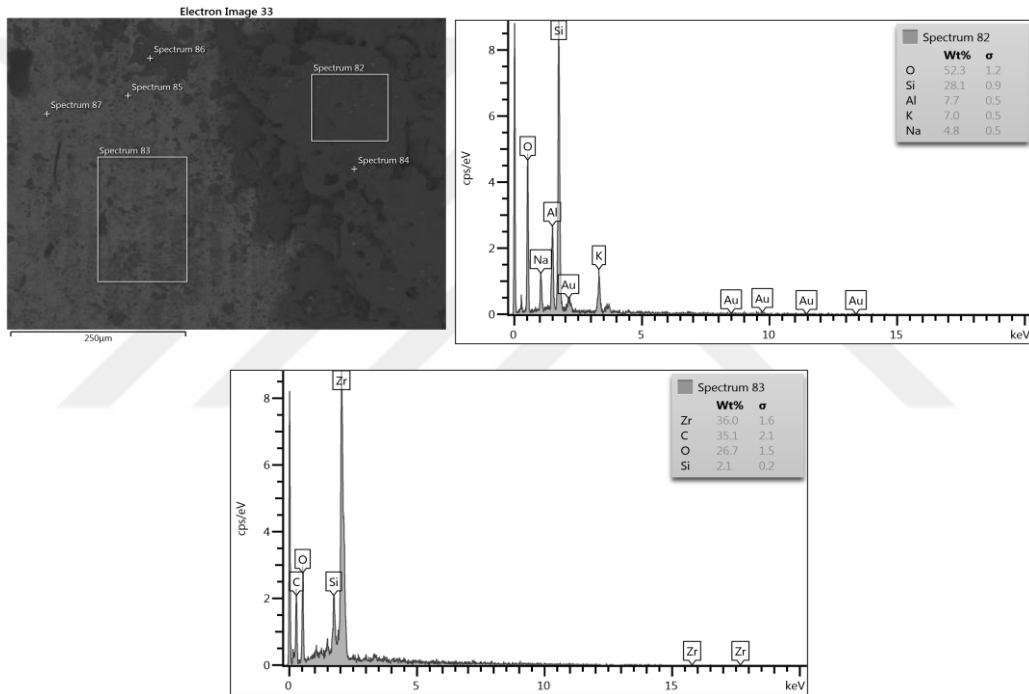 Electron Image 33
Spectrum 86
Spectrum 82
Spectrum 85
Spectrum 87
Spectrum 83
Spectrum 84
250µm
cps/eV
8
6
4
2
0
Si
O
Al
Na
Au
K
Au
Au
Au
Au
0
5
10
15
keV
Spectrum 82
Wt% σ
O 52.3 1.2
Si 28.1 0.9
Al 7.7 0.5
K 7.0 0.5
Na 4.8 0.5
cps/eV
8
6
4
2
0
Zr
O
C
Si
Zr
Zr
0
5
10
15
keV
Spectrum 83
Wt% σ
Zr 36.0 1.6
C 35.1 2.1
O 26.7 1.5
Si 2.1 0.2